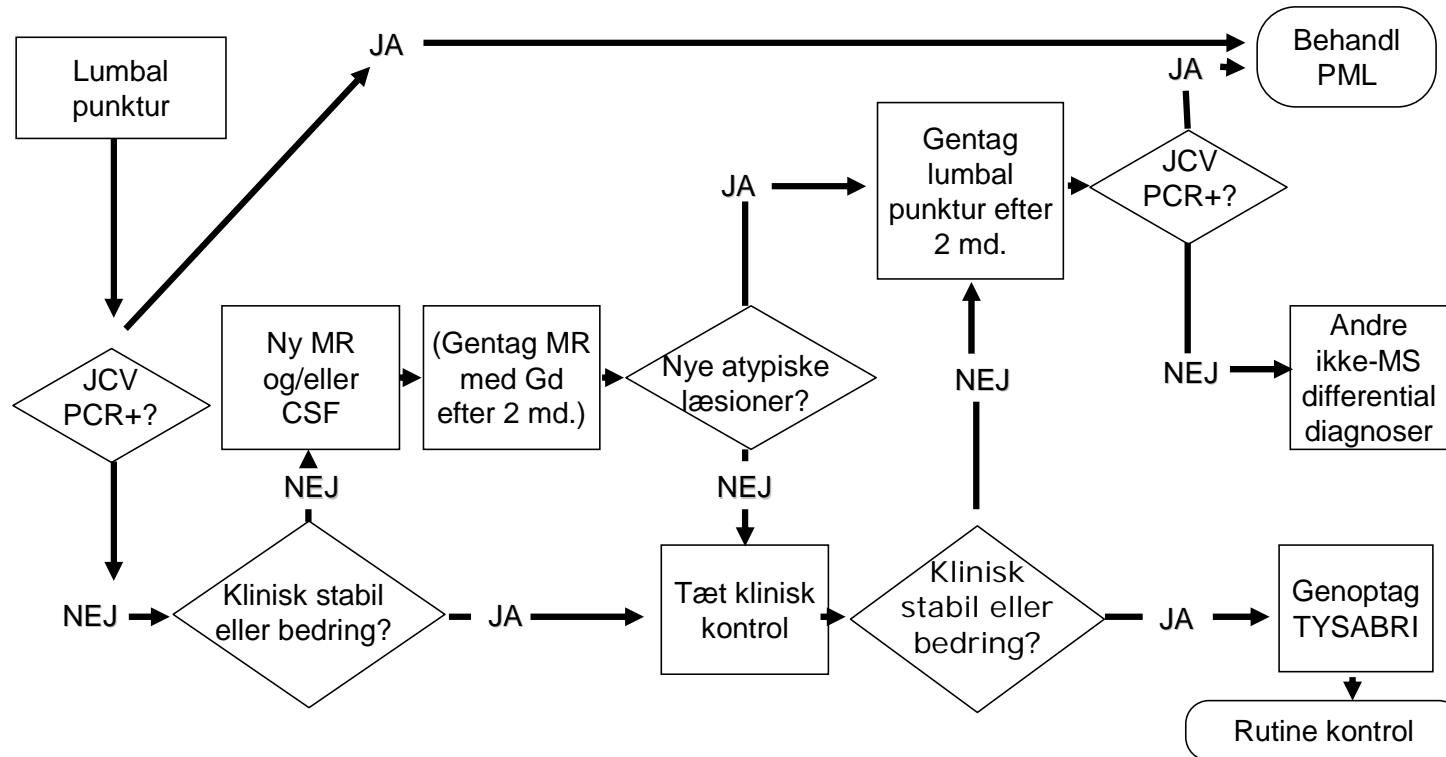 Lumbal
punktur
JA
Behandl
PML
JA
Gentag
lumbal
punktur efter
2 md.
JCV
PCR+?
JA
Ny MR
og/eller
CSF
(Gentag MR
med Gd
efter 2 md.)
Nye atypiske
læsioner?
NEJ
NEJ
Andre
ikke-MS
differential
diagnoser
JCV
PCR+?
NEJ
NEJ
NEJ
Klinisk stabil
eller bedring?
JA
Tæt klinisk
kontrol
Klinisk
stabil eller
bedring?
JA
Genoptag
TYSABRI
Rutine kontrol